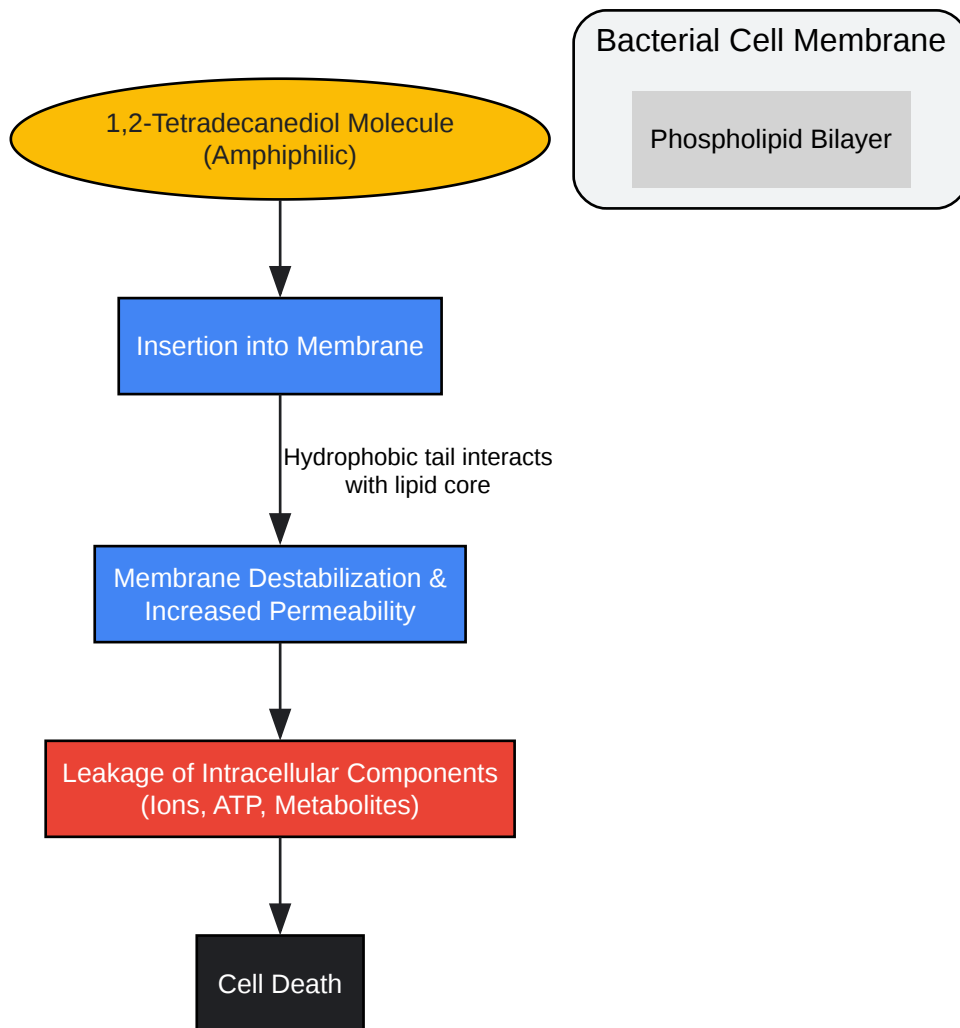 Bacterial Cell Membrane
Phospholipid Bilayer
1,2-Tetradecanediol Molecule
(Amphiphilic)
Insertion into Membrane
Hydrophobic tail interacts
with lipid core
Membrane Destabilization &
Increased Permeability
Leakage of Intracellular Components
(Ions, ATP, Metabolites)
Cell Death